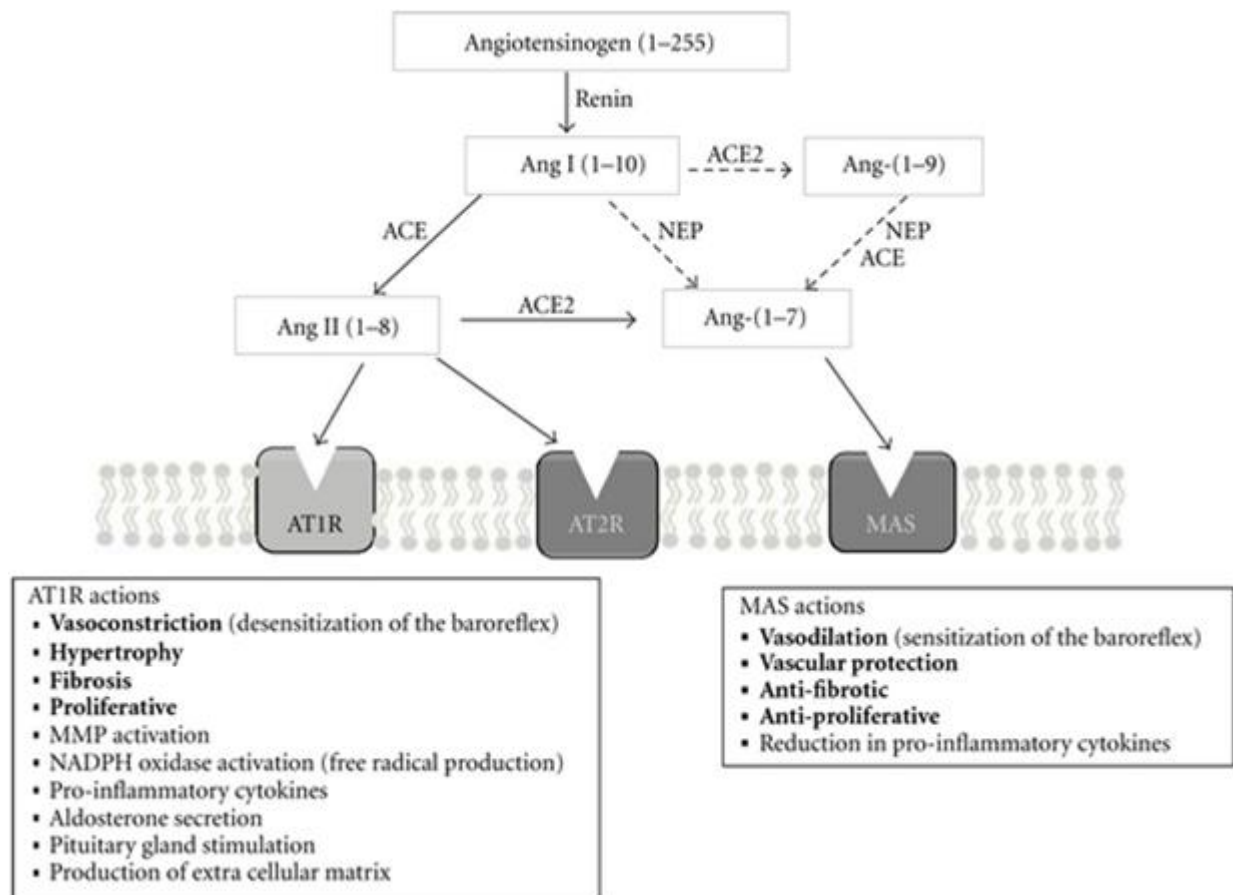 Angiotensinogen (1–255)
Renin
Ang I (1–10)
ACE2
Ang-(1–9)
ACE
NEP
NEP
ACE
Ang II (1–8)
ACE2
Ang-(1–7)
AT1R
AT2R
MAS
AT1R actions
▪ Vasoconstriction (desensitization of the baroreflex)
▪ Hypertrophy
▪ Fibrosis
▪ Proliferative
▪ MMP activation
▪ NADPH oxidase activation (free radical production)
▪ Pro-inflammatory cytokines
▪ Aldosterone secretion
▪ Pituitary gland stimulation
▪ Production of extra cellular matrix
MAS actions
▪ Vasodilation (sensitization of the baroreflex)
▪ Vascular protection
▪ Anti-fibrotic
▪ Anti-proliferative
▪ Reduction in pro-inflammatory cytokines